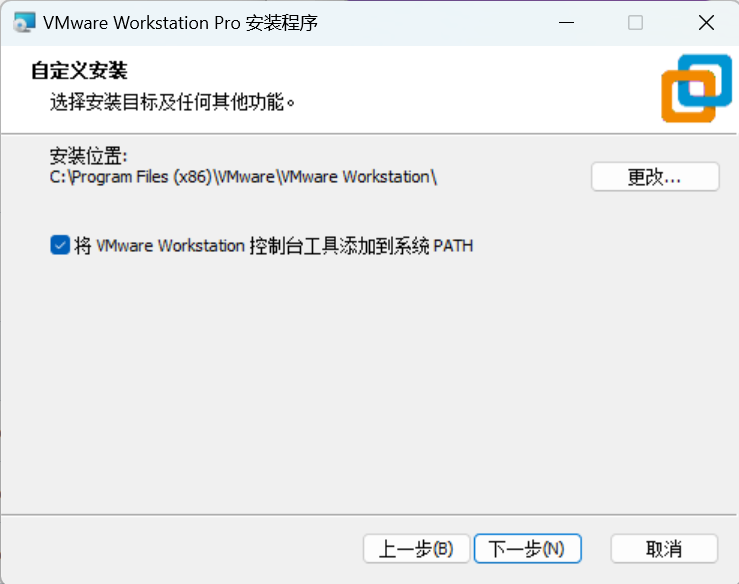 VMware Workstation Pro 安装程序
自定义安装
选择安装目标及任何其他功能。
安装位置:
C:\Program Files (x86)\VMware\VMware Workstation\
更改...
将 VMware Workstation 控制台工具添加到系统 PATH
上一步(B) 下一步(N) 取消